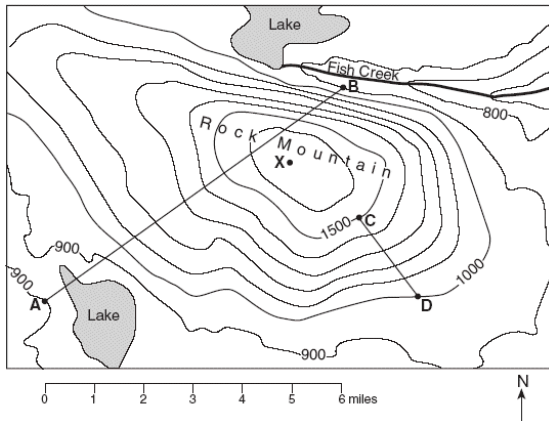 Lake
Fish Creek
B
800
Rock Mountain
X
1500
C
900
1000
900
A
D
Lake
900
0 1 2 3 4 5 6 miles
N